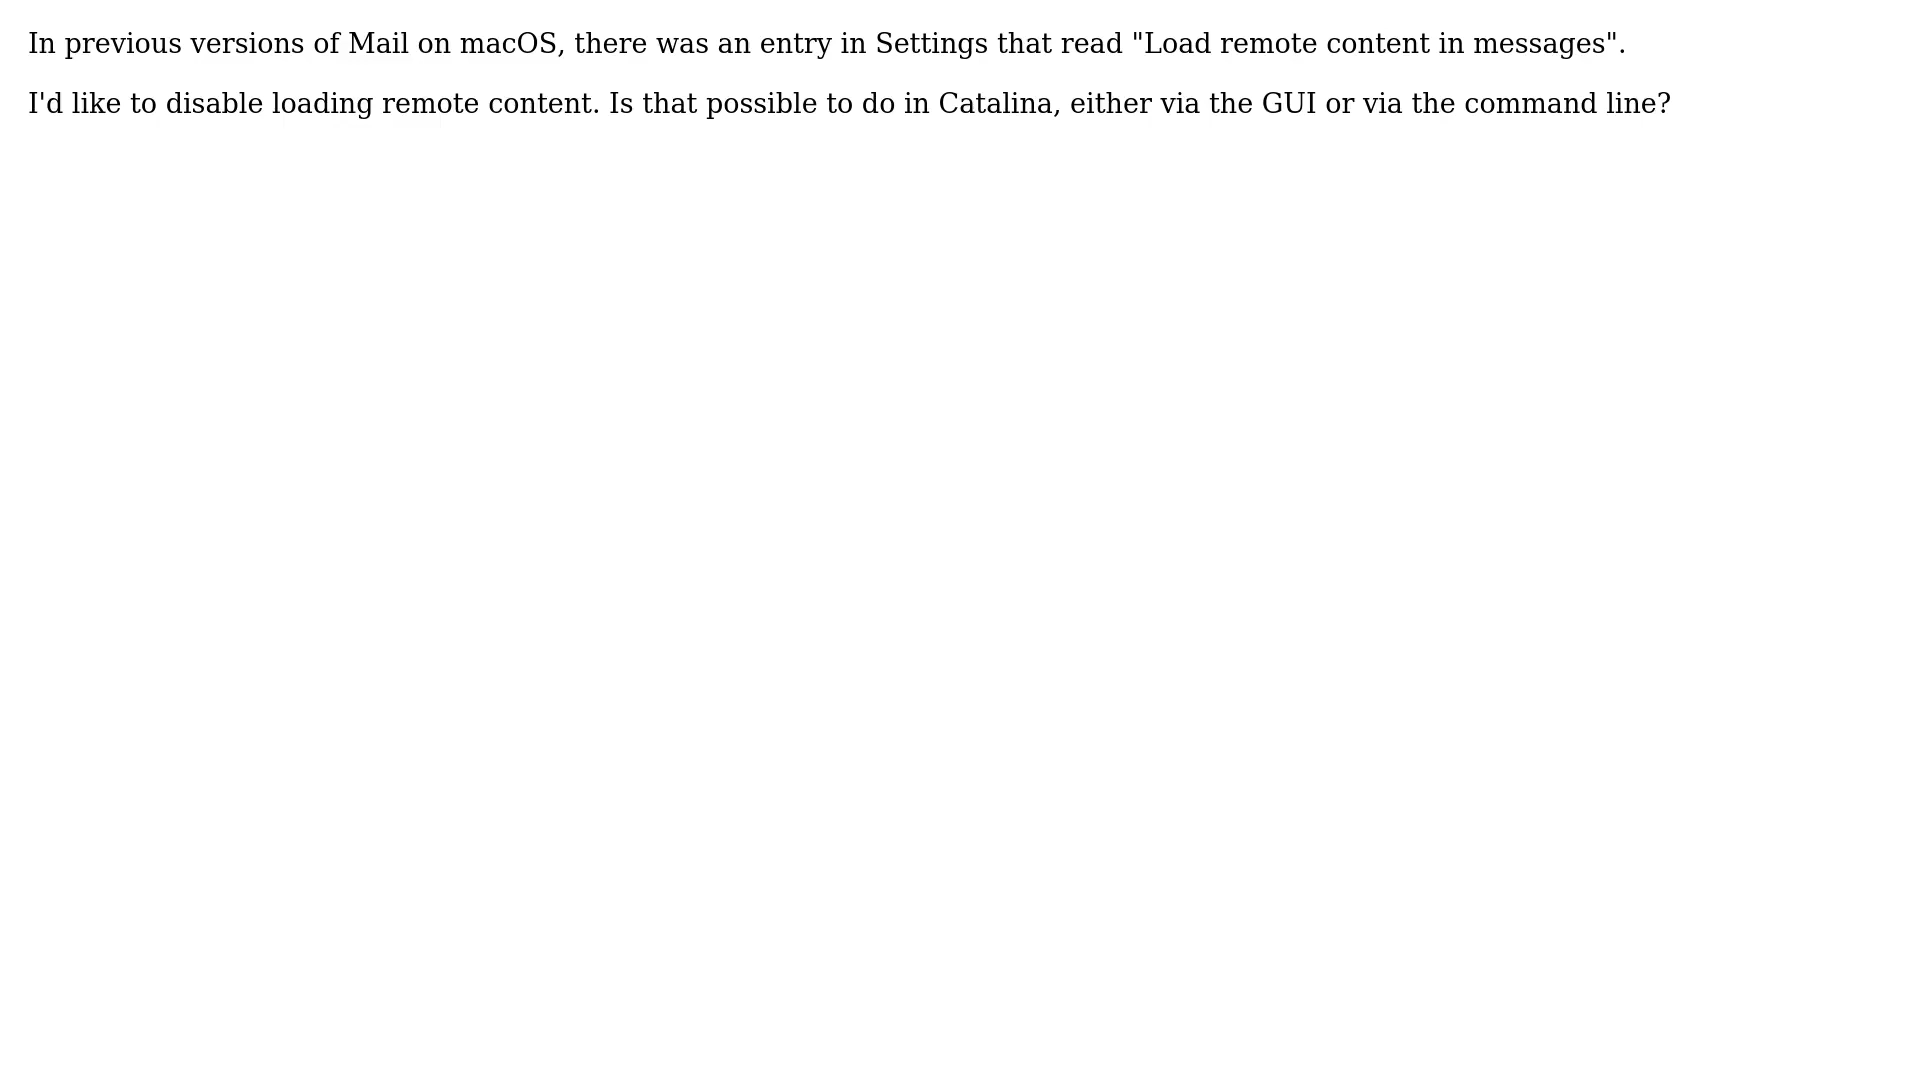 In previous versions of Mail on macOS, there was an entry in Settings that read "Load remote content in messages".
I'd like to disable loading remote content. Is that possible to do in Catalina, either via the GUI or via the command line?